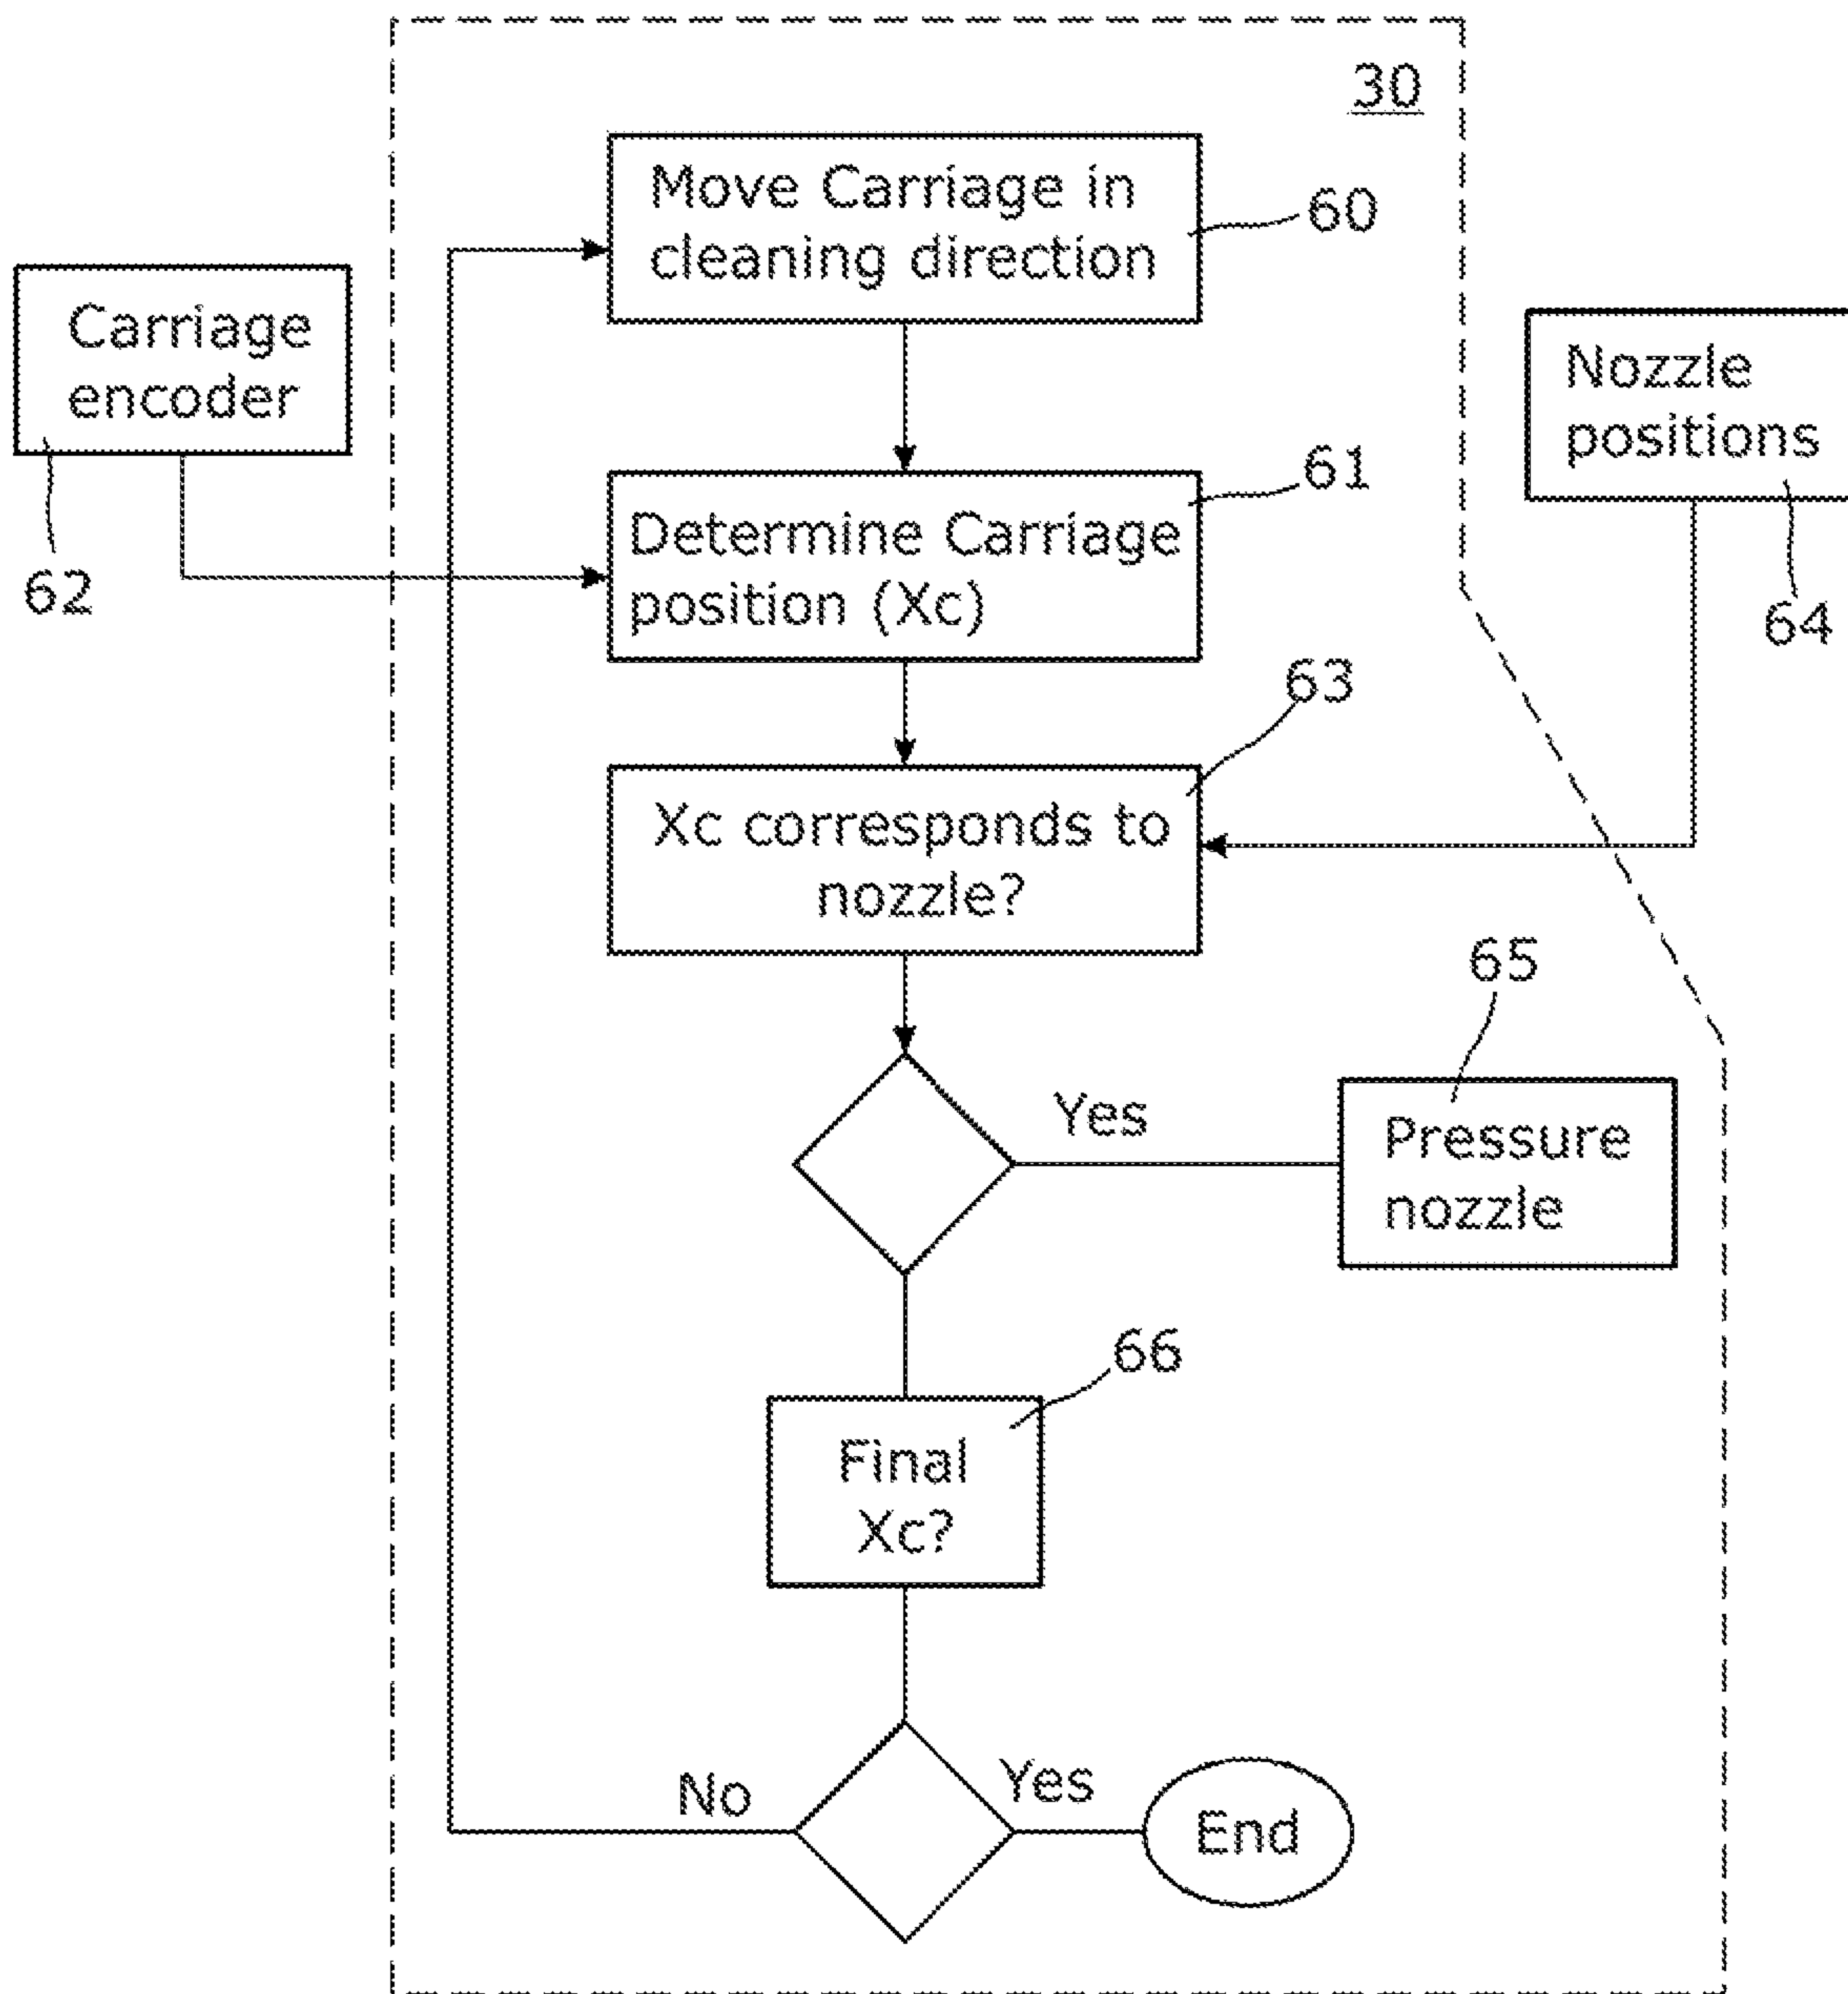 30
Move Carriage in
cleaning direction
60
Carriage
encoder
62
Nozzle
positions
64
Determine Carriage
position (Xc)
61
63
Xc corresponds to
nozzle?
65
Yes
Pressure
nozzle
66
Final
Xc?
No
Yes
End